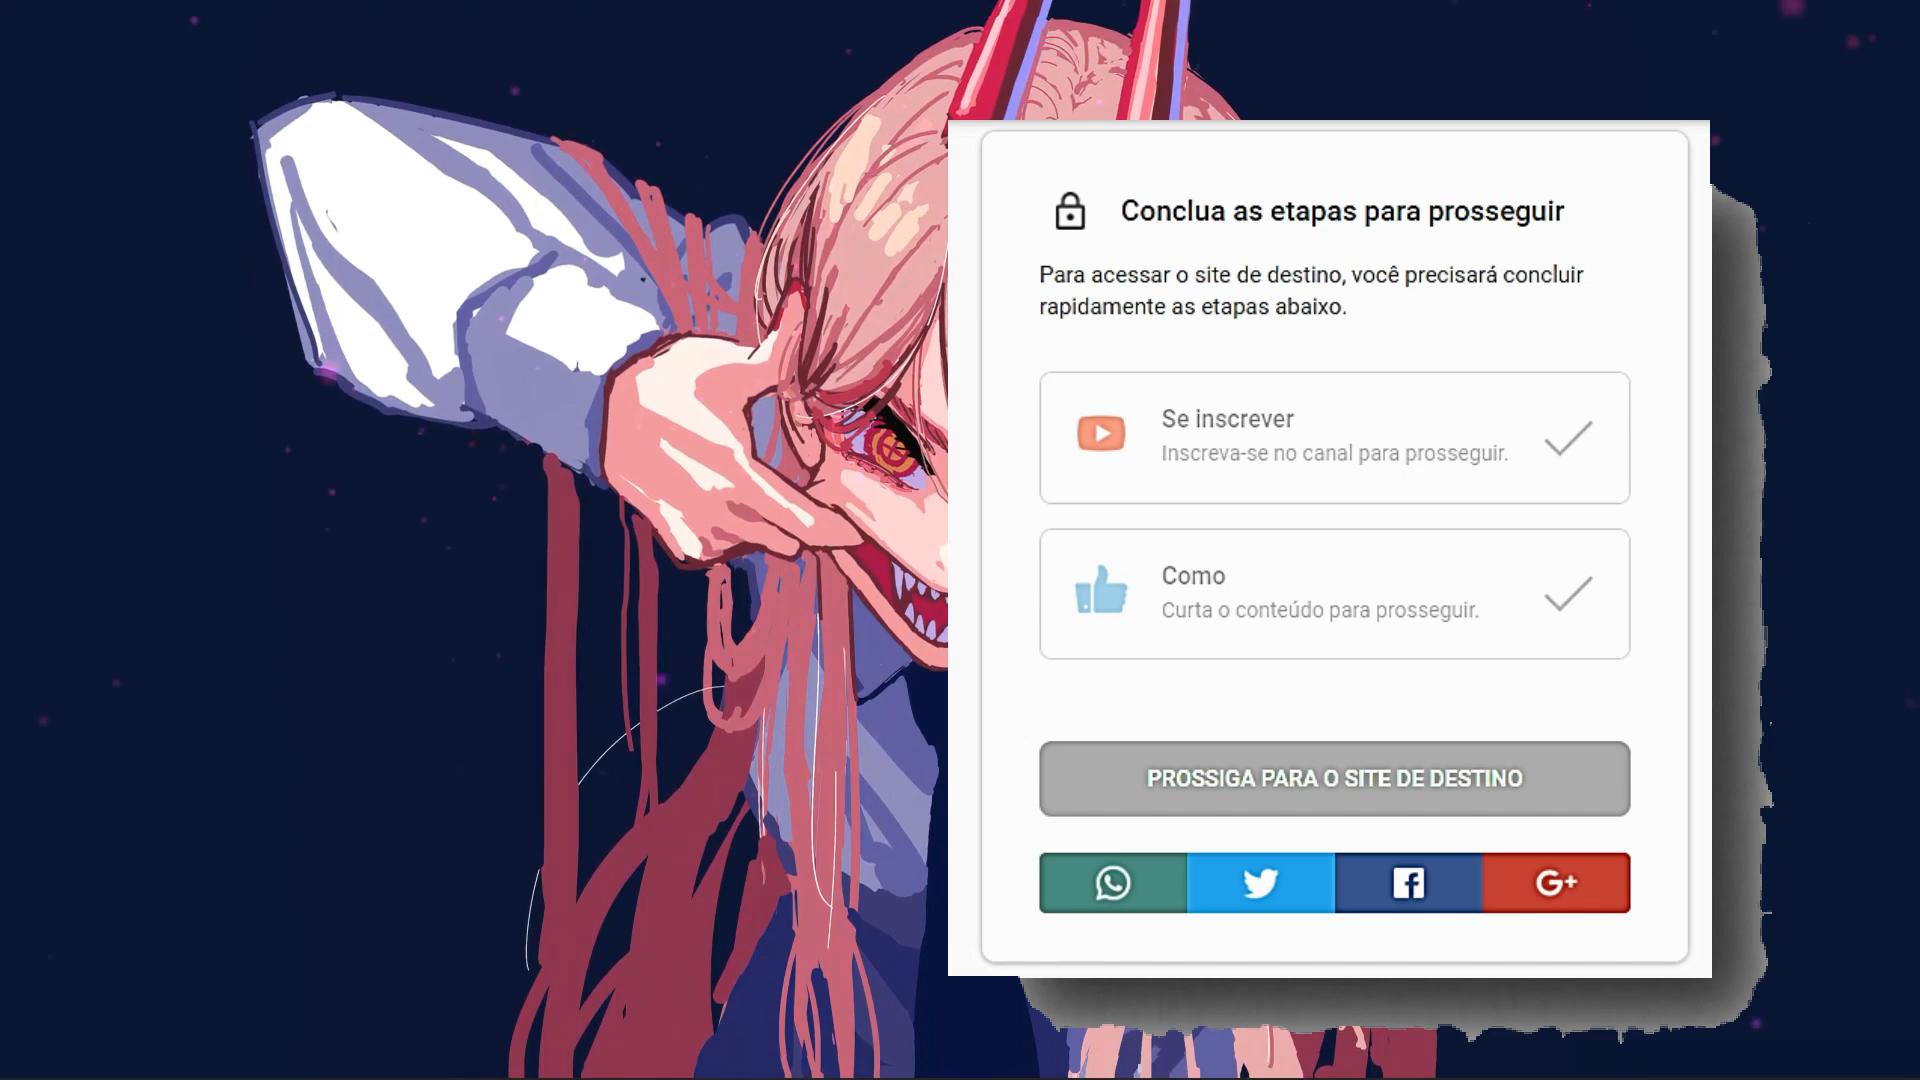 Conclua as etapas para prosseguir
Para acessar o site de destino, você precisará concluir
rapidamente as etapas abaixo.
Se inscrever
Inscreva-se no canal para prosseguir.
Como
Curta o conteúdo para prosseguir.
PROSSIGA PARA O SITE DE DESTINO
G+